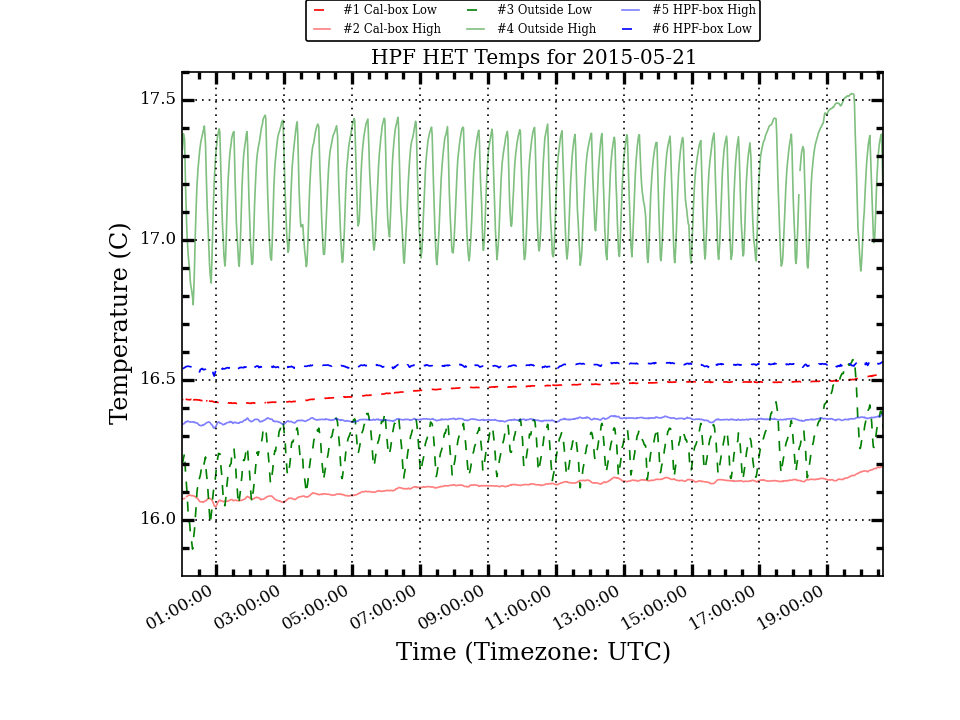 #1 Cal-box Low #3 Outside Low #5 HPF-box High
#2 Cal-box High #4 Outside High #6 HPF-box Low
HPF HET Temps for 2015-05-21
17.5
17.0
16.5
16.0
Temperature (C)
01:00:00 03:00:00 05:00:00 07:00:00 09:00:00 11:00:00 13:00:00 15:00:00 17:00:00 19:00:00
Time (Timezone: UTC)